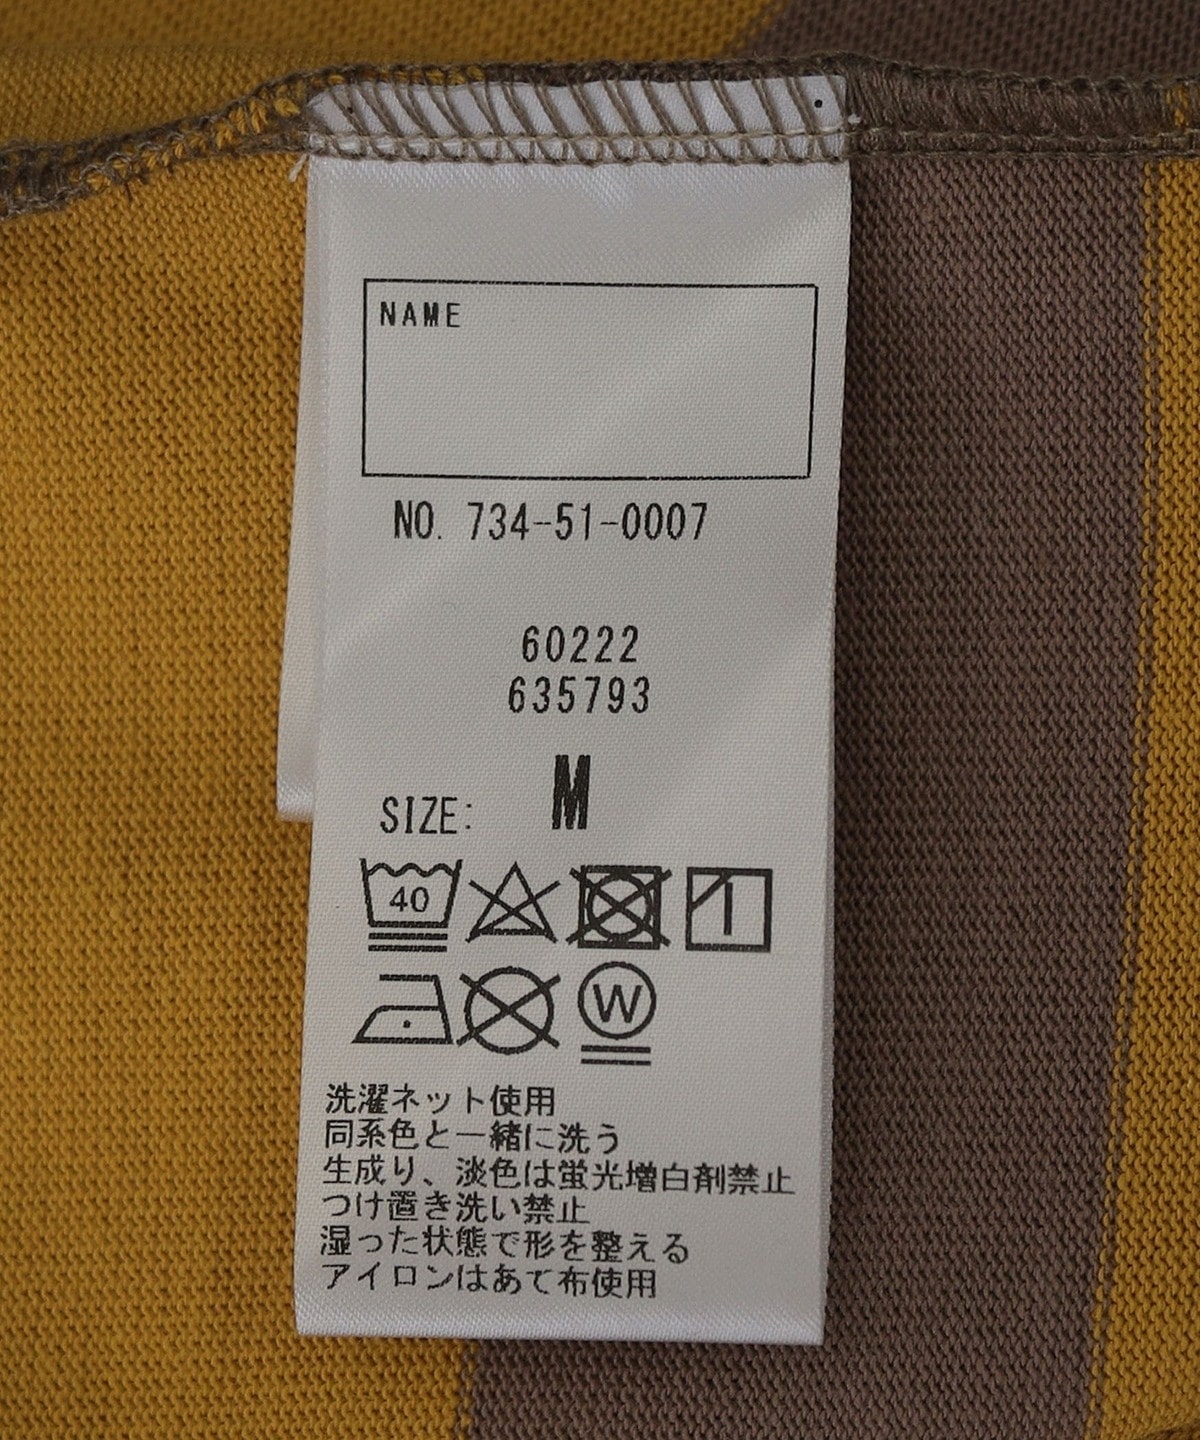 NAME
NO. 734-51-0007
60222
635793
SIZE: M
40
W
洗濯ネット使用
同系色と一緒に洗う
生成り、淡色は蛍光増白剤禁止
つけ置き洗い禁止
湿った状態で形を整える
アイロンはあて布使用